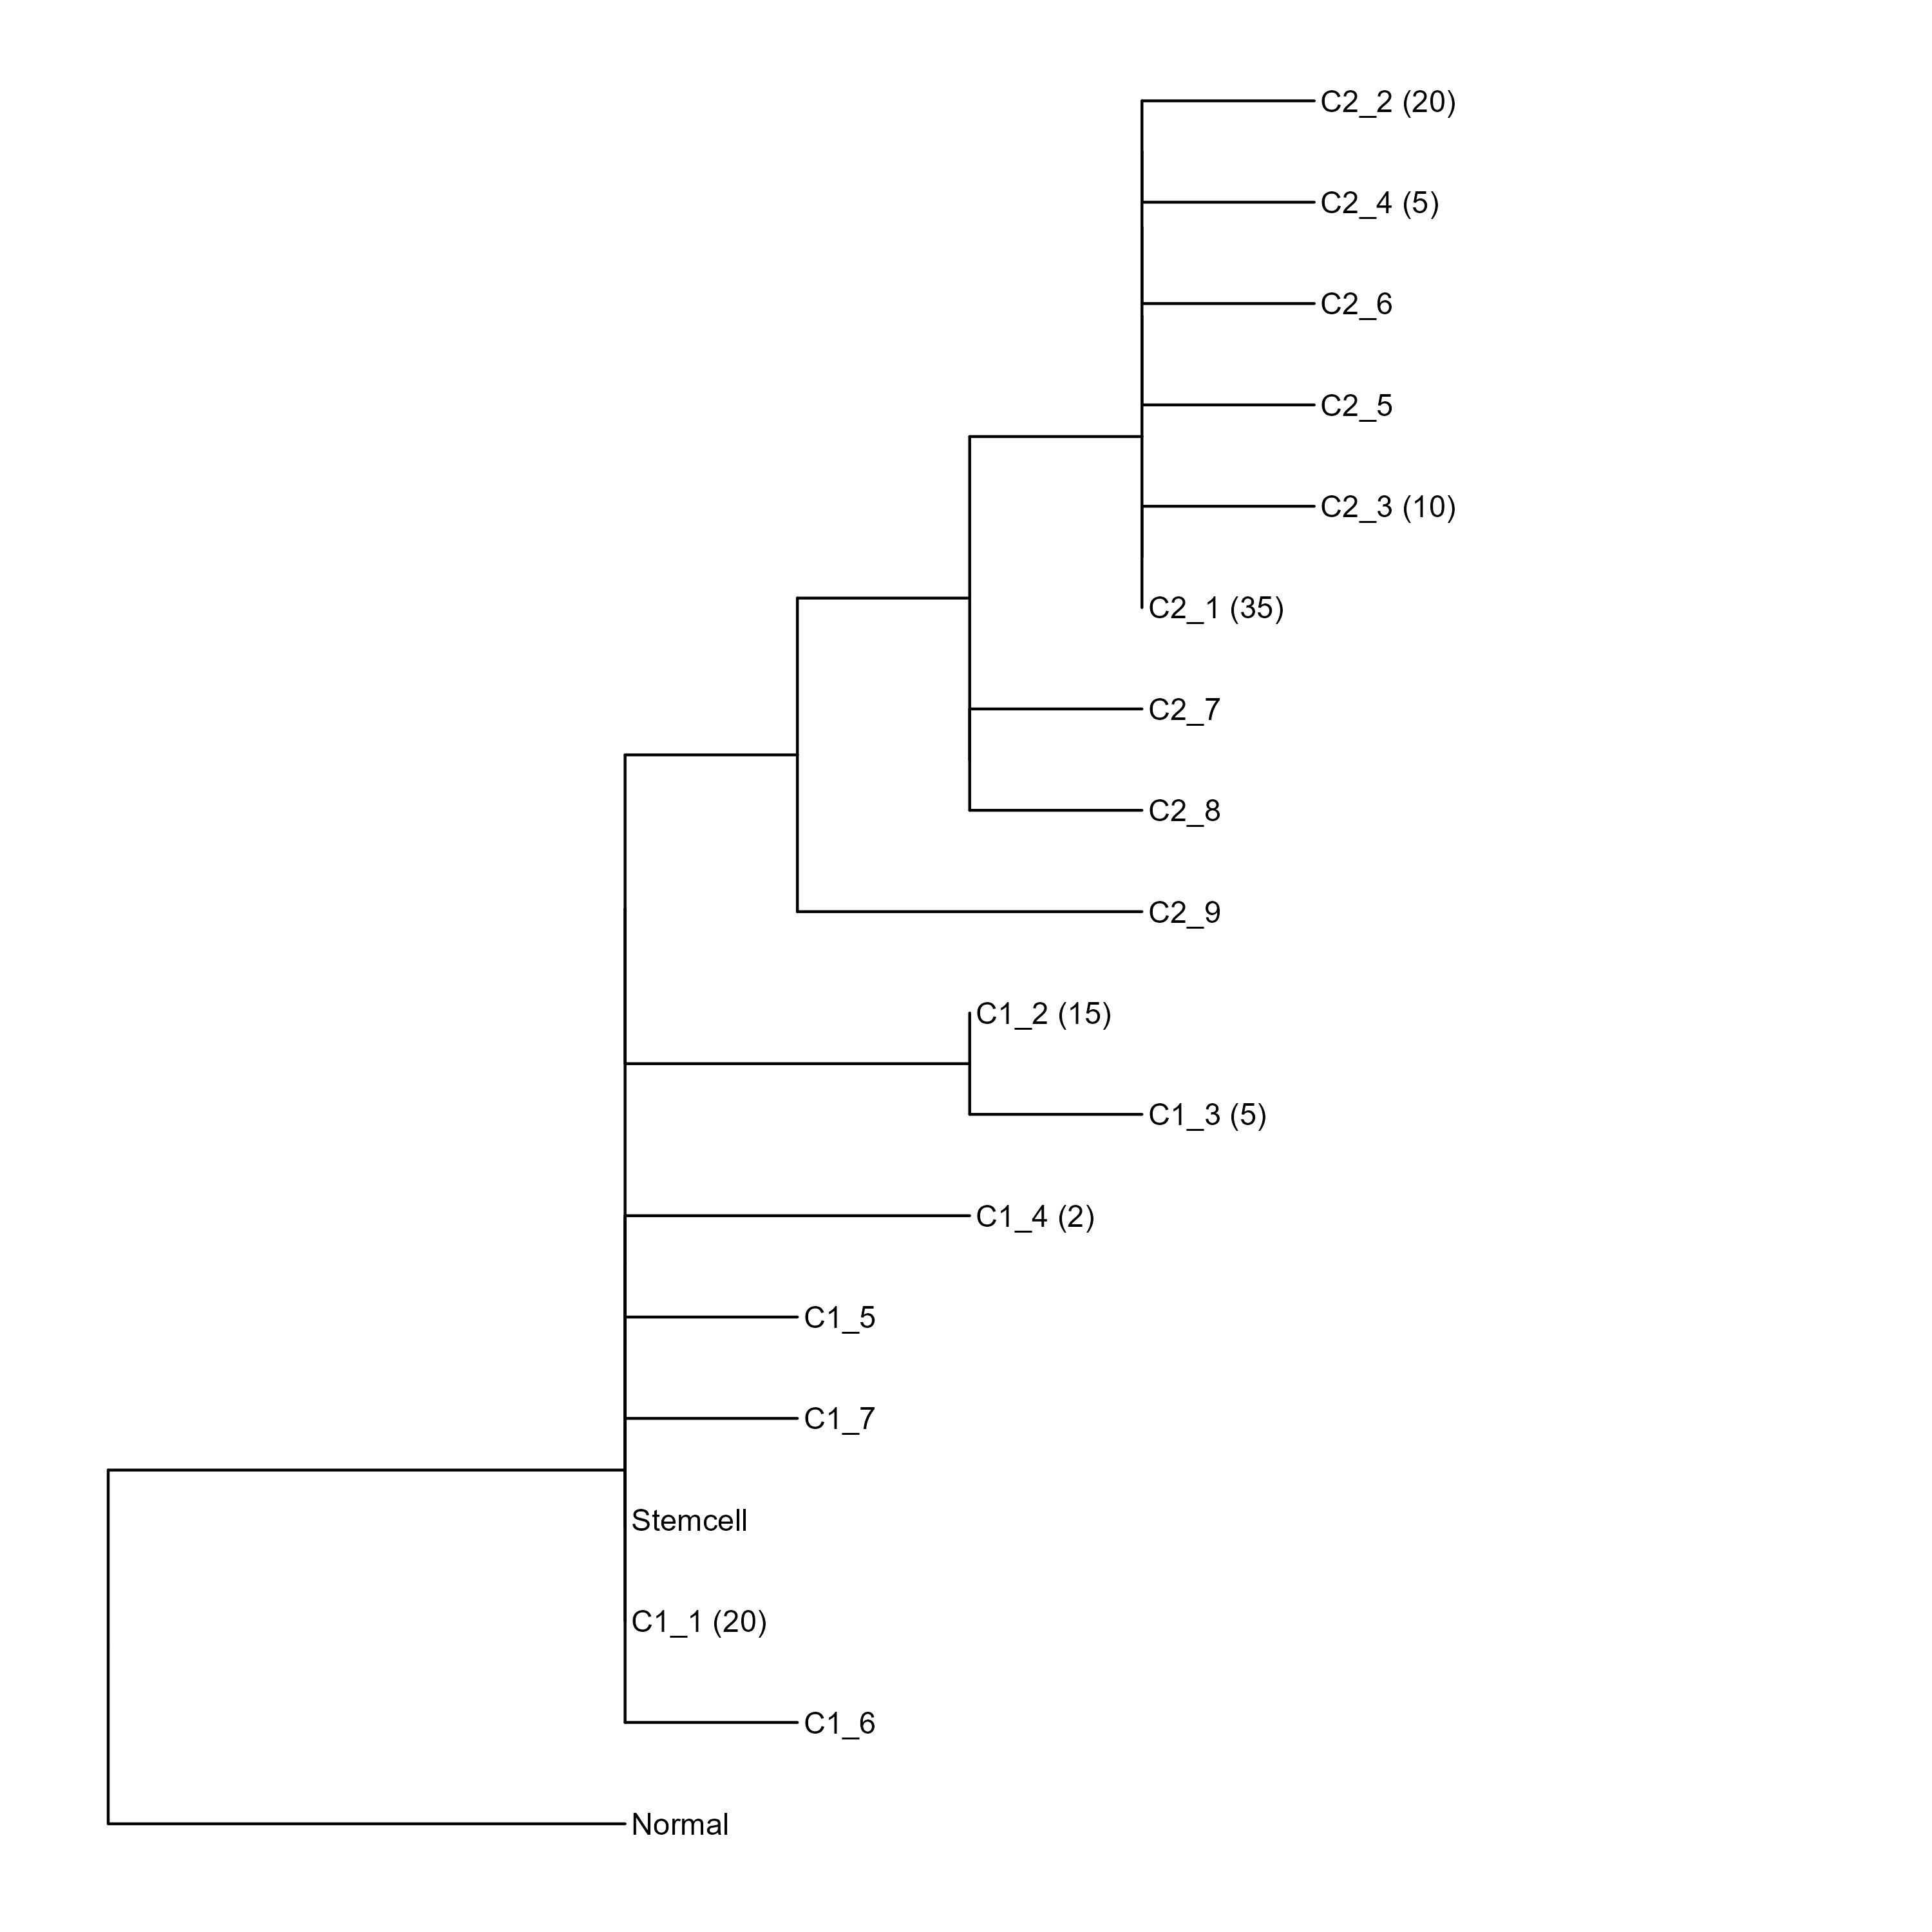 C2_2 (20)
C2_4 (5)
C2_6
C2_5
C2_3 (10)
C2_1 (35)
C2_7
C2_8
C2_9
C1_2 (15)
C1_3 (5)
C1_4 (2)
C1_5
C1_7
Stemcell
C1_1 (20)
C1_6
Normal